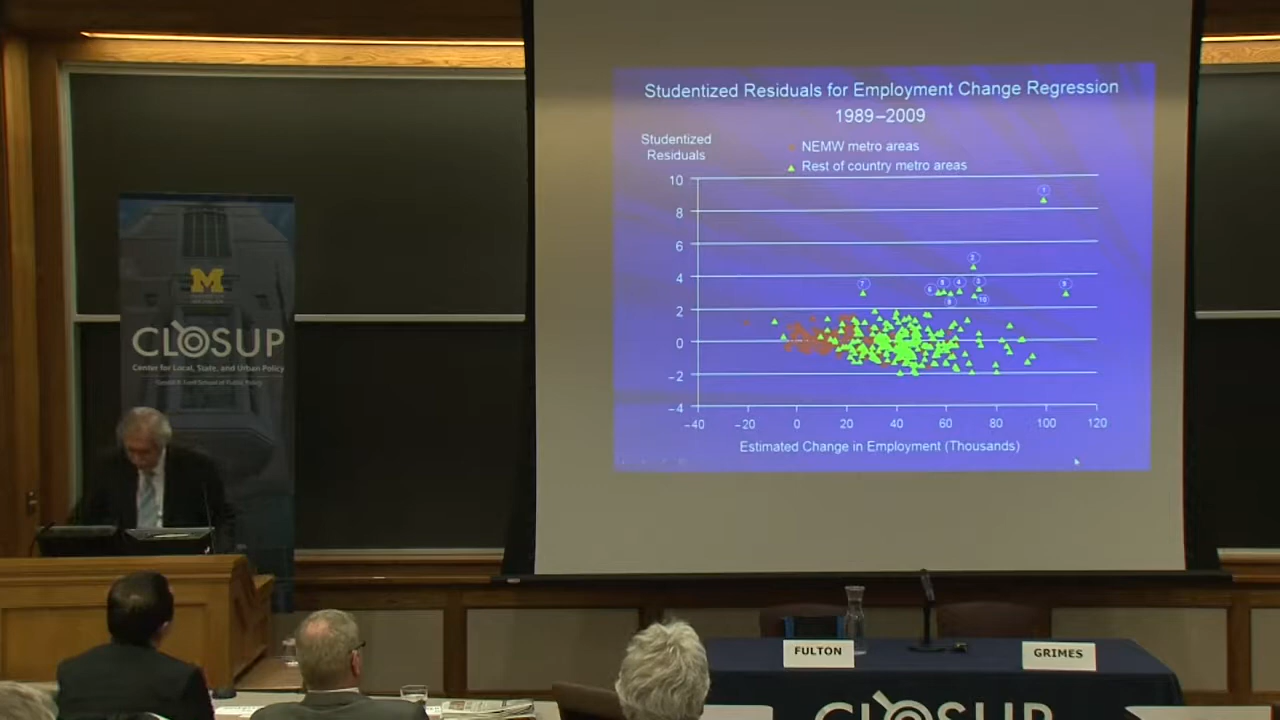 Studentized Residuals for Employment Change Regression
1989–2009
Studentized
Residuals
NEMW metro areas
Rest of country metro areas
10
8
6
4
2
0
−2
−4
−40
−20
0
20
40
60
80
100
120
Estimated Change in Employment (Thousands)
M
CLOSUP
Center for Local, State, and Urban Policy
FULTON
GRIMES
CLOSUP